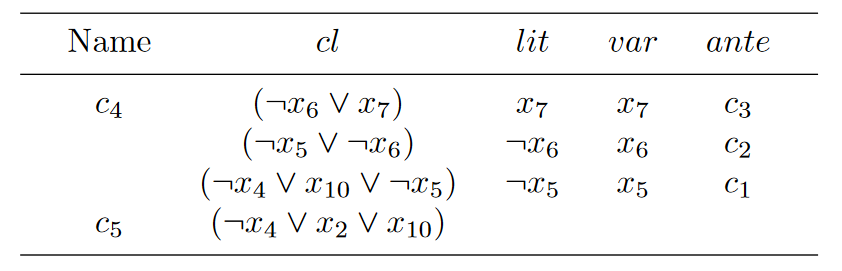 Name cl lit var ante
c₄ (¬x₆ ∨ x₇) x₇ x₇ c₃
(¬x₅ ∨ ¬x₆) ¬x₆ x₆ c₂
(¬x₄ ∨ x₁₀ ∨ ¬x₅) ¬x₅ x₅ c₁
c₅ (¬x₄ ∨ x₂ ∨ x₁₀)